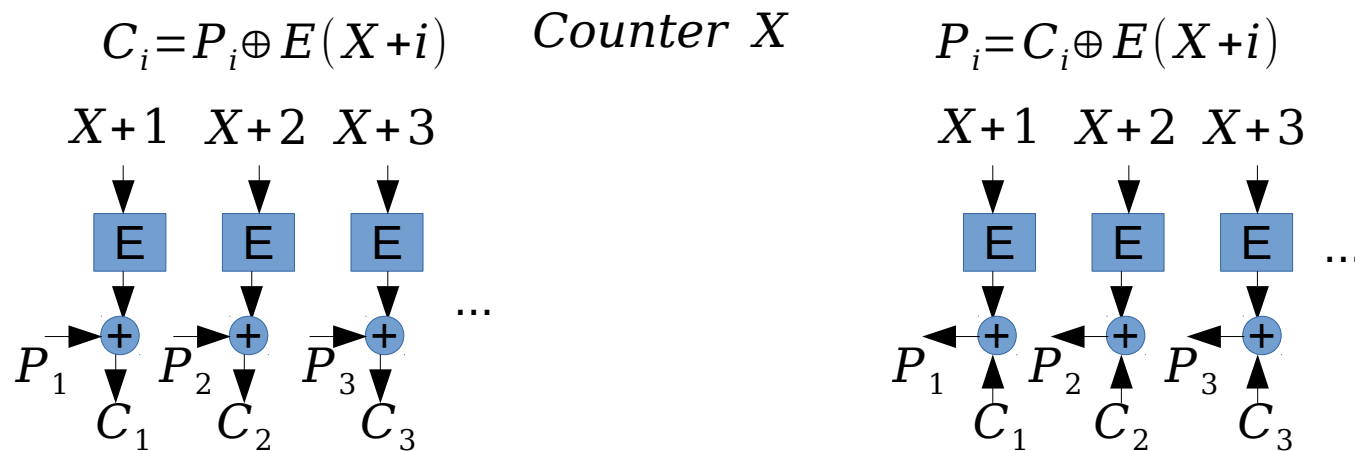 C_i=P_i⊕E(X+i) Counter X P_i=C_i⊕E(X+i)
X+1 X+2 X+3 X+1 X+2 X+3
E E E E E E ...
...
+ + + + + +
P_1 P_2 P_3 P_1 P_2 P_3
C_1 C_2 C_3 C_1 C_2 C_3